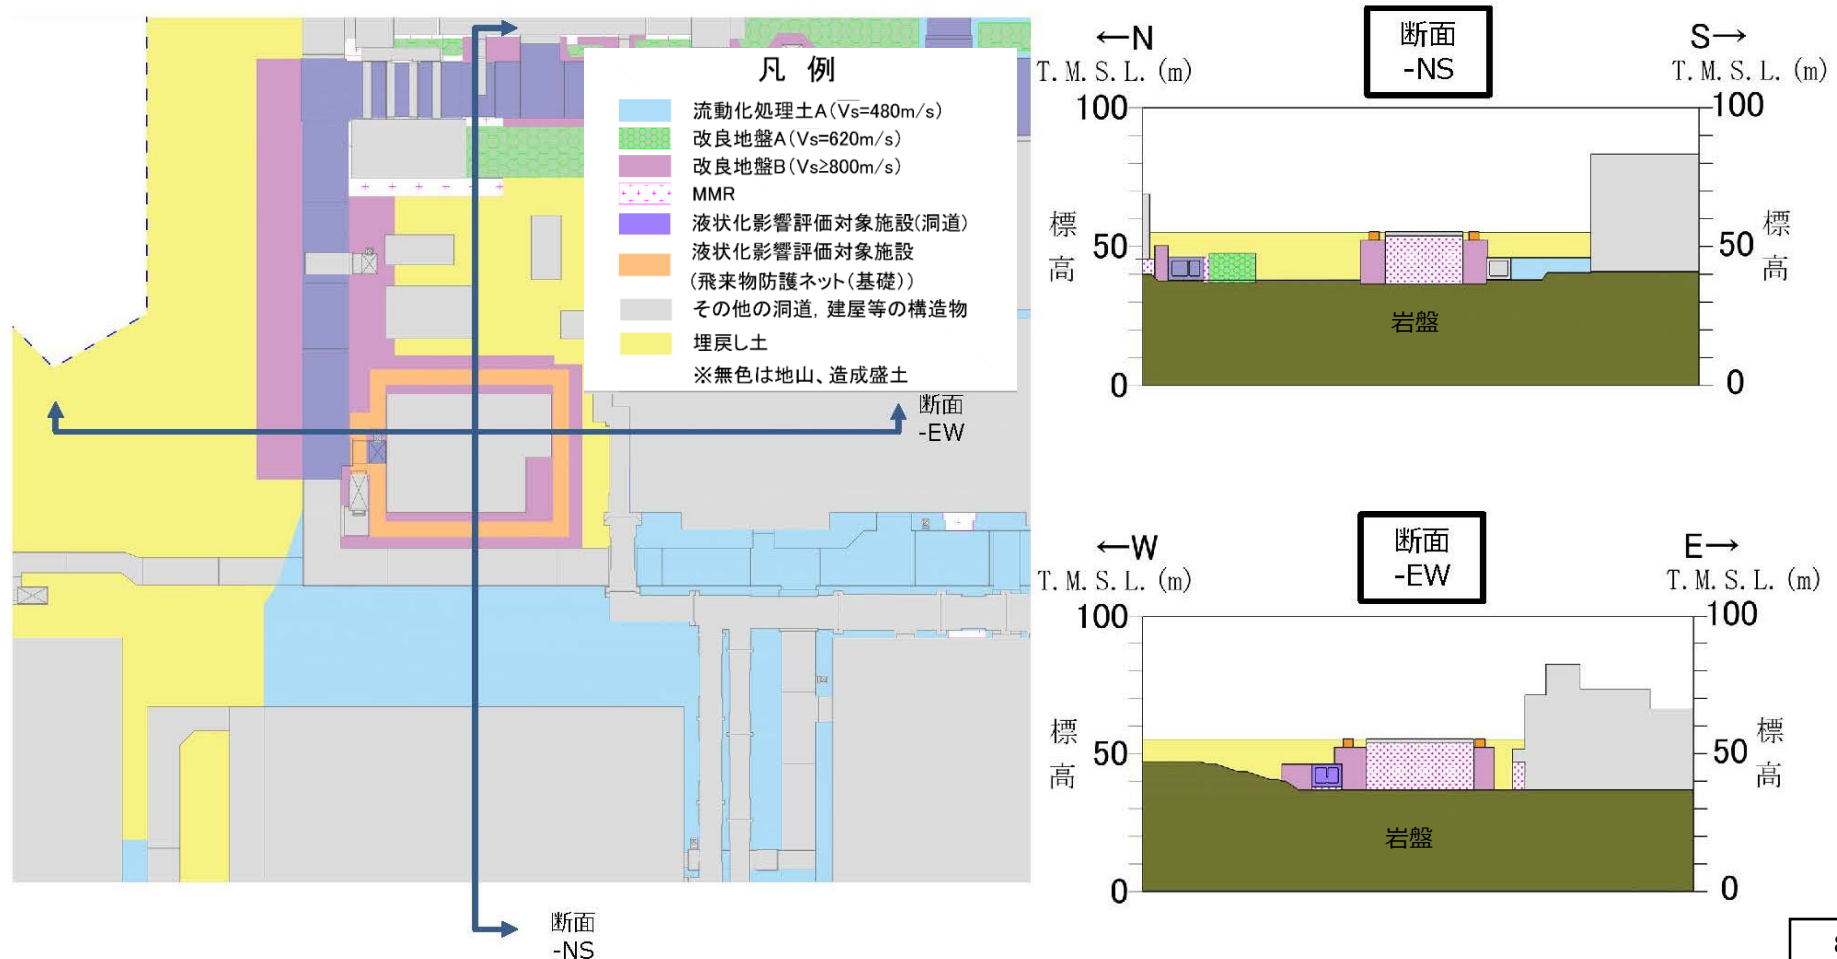 凡 例
流動化処理土A(Vs=480m/s)
改良地盤A(Vs=620m/s)
改良地盤B(Vs≥800m/s)
MMR
液状化影響評価対象施設(洞道)
液状化影響評価対象施設
(飛来物防護ネット(基礎))
その他の洞道, 建屋等の構造物
埋戻し土
※無色は地山、造成盛土
断面
-EW
断面
-NS
←N
断面
-NS
S→
T.M.S.L. (m)
T.M.S.L. (m)
100
100
標高
50
50
標高
岩盤
0
0
←W
断面
-EW
E→
T.M.S.L. (m)
T.M.S.L. (m)
100
100
標高
50
50
標高
岩盤
0
0